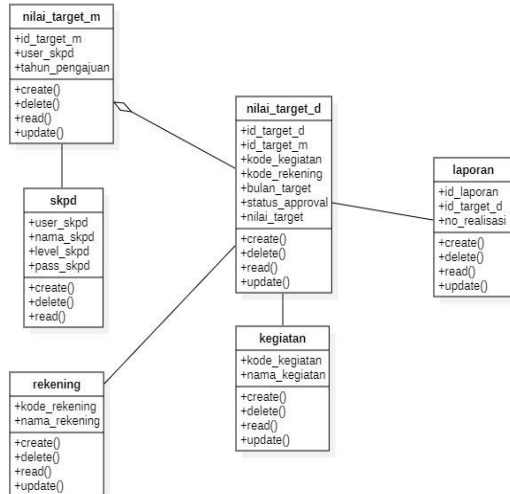 nilai_target_m
+id_target_m
+user_skpd
+tahun_pengajuan
+create()
+delete()
+read()
+update()
nilai_target_d
+id_target_d
+id_target_m
+kode_kegiatan
+kode_rekening
+bulan_target
+status_approval
+nilai_target
+create()
+delete()
+read()
+update()
laporan
+id_laporan
+id_target_d
+no_realisasi
+create()
+delete()
+read()
+update()
skpd
+user_skpd
+nama_skpd
+level_skpd
+pass_skpd
+create()
+delete()
+read()
kegiatan
+kode_kegiatan
+nama_kegiatan
+create()
+delete()
+read()
+update()
rekening
+kode_rekening
+nama_rekening
+create()
+delete()
+read()
+update()